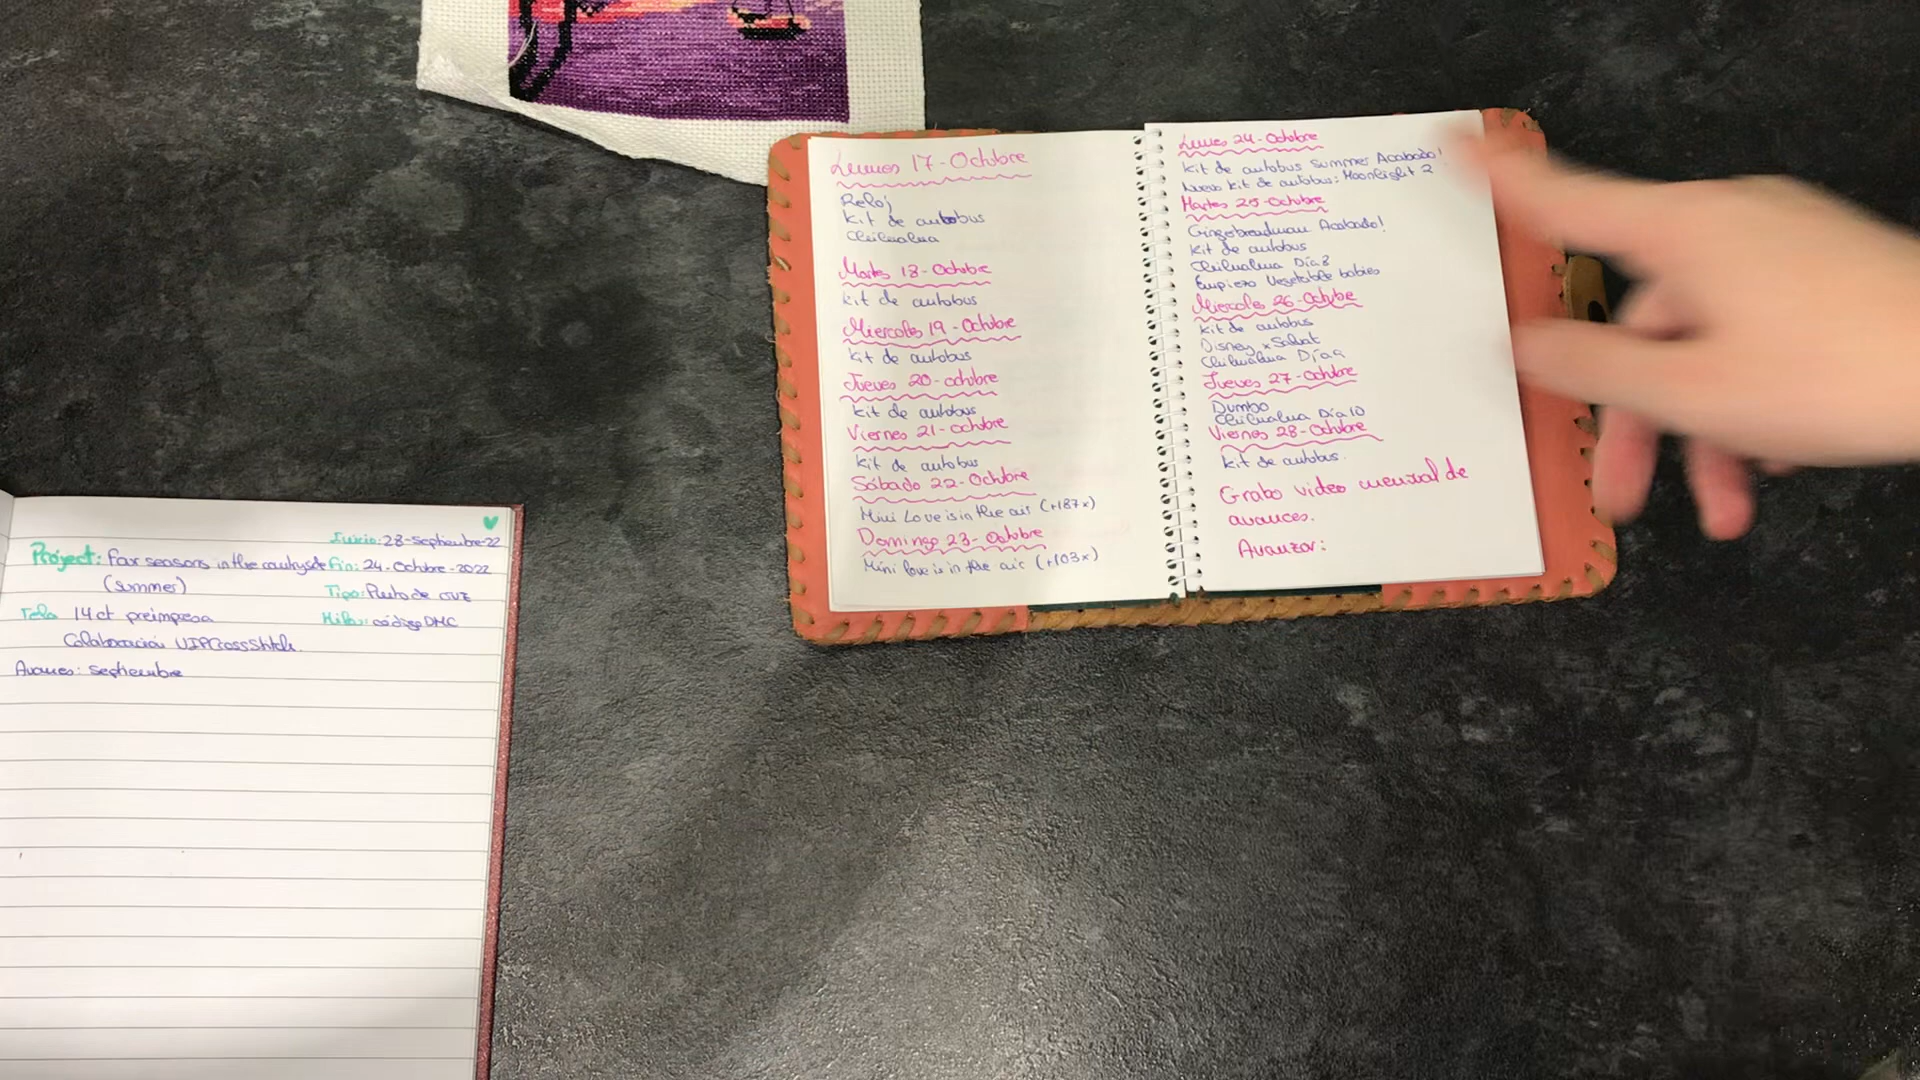 Lunes 17-Octubre
Reloj
Kit de autobus
Chihuahua
Martes 18-Octubre
Kit de autobus
Miercoles 19-Octubre
Kit de autobus
Jueves 20-octubre
Kit de autobus
Viernes 21-Octubre
Kit de autobus
Sábado 22-Octubre
Mini Love is in the air (+187x)
Domingo 23-Octubre
Mini love is in the air (+103x)
Lunes 24-Octubre
Kit de autobus Summer Acabado!
Nuevo kit de autobus: Moonlight 2
Martes 25-Octubre
Gingerbreadman Acabado!
Kit de autobus
Chihuahua Día 8
Empiezo Vegetable babies
Miercoles 26-Octubre
Kit de autobus
Disney x Salvat
Chihuahua Día 9
Jueves 27-Octubre
Dumbo
Chihuahua Día 10
Viernes 28-Octubre
Kit de autobus.
Grabo video mensual de
avances.
Avanzar:
Inicio: 28-Septiembre-22
Project: Four seasons in the countryside Fin: 24-Octubre-2022
(Summer) Tipo: Punto de cruz
Tela 14ct preimpresa Hilos: código DMC
Colaboración VIPCrossStitch.
Avances: Septiembre